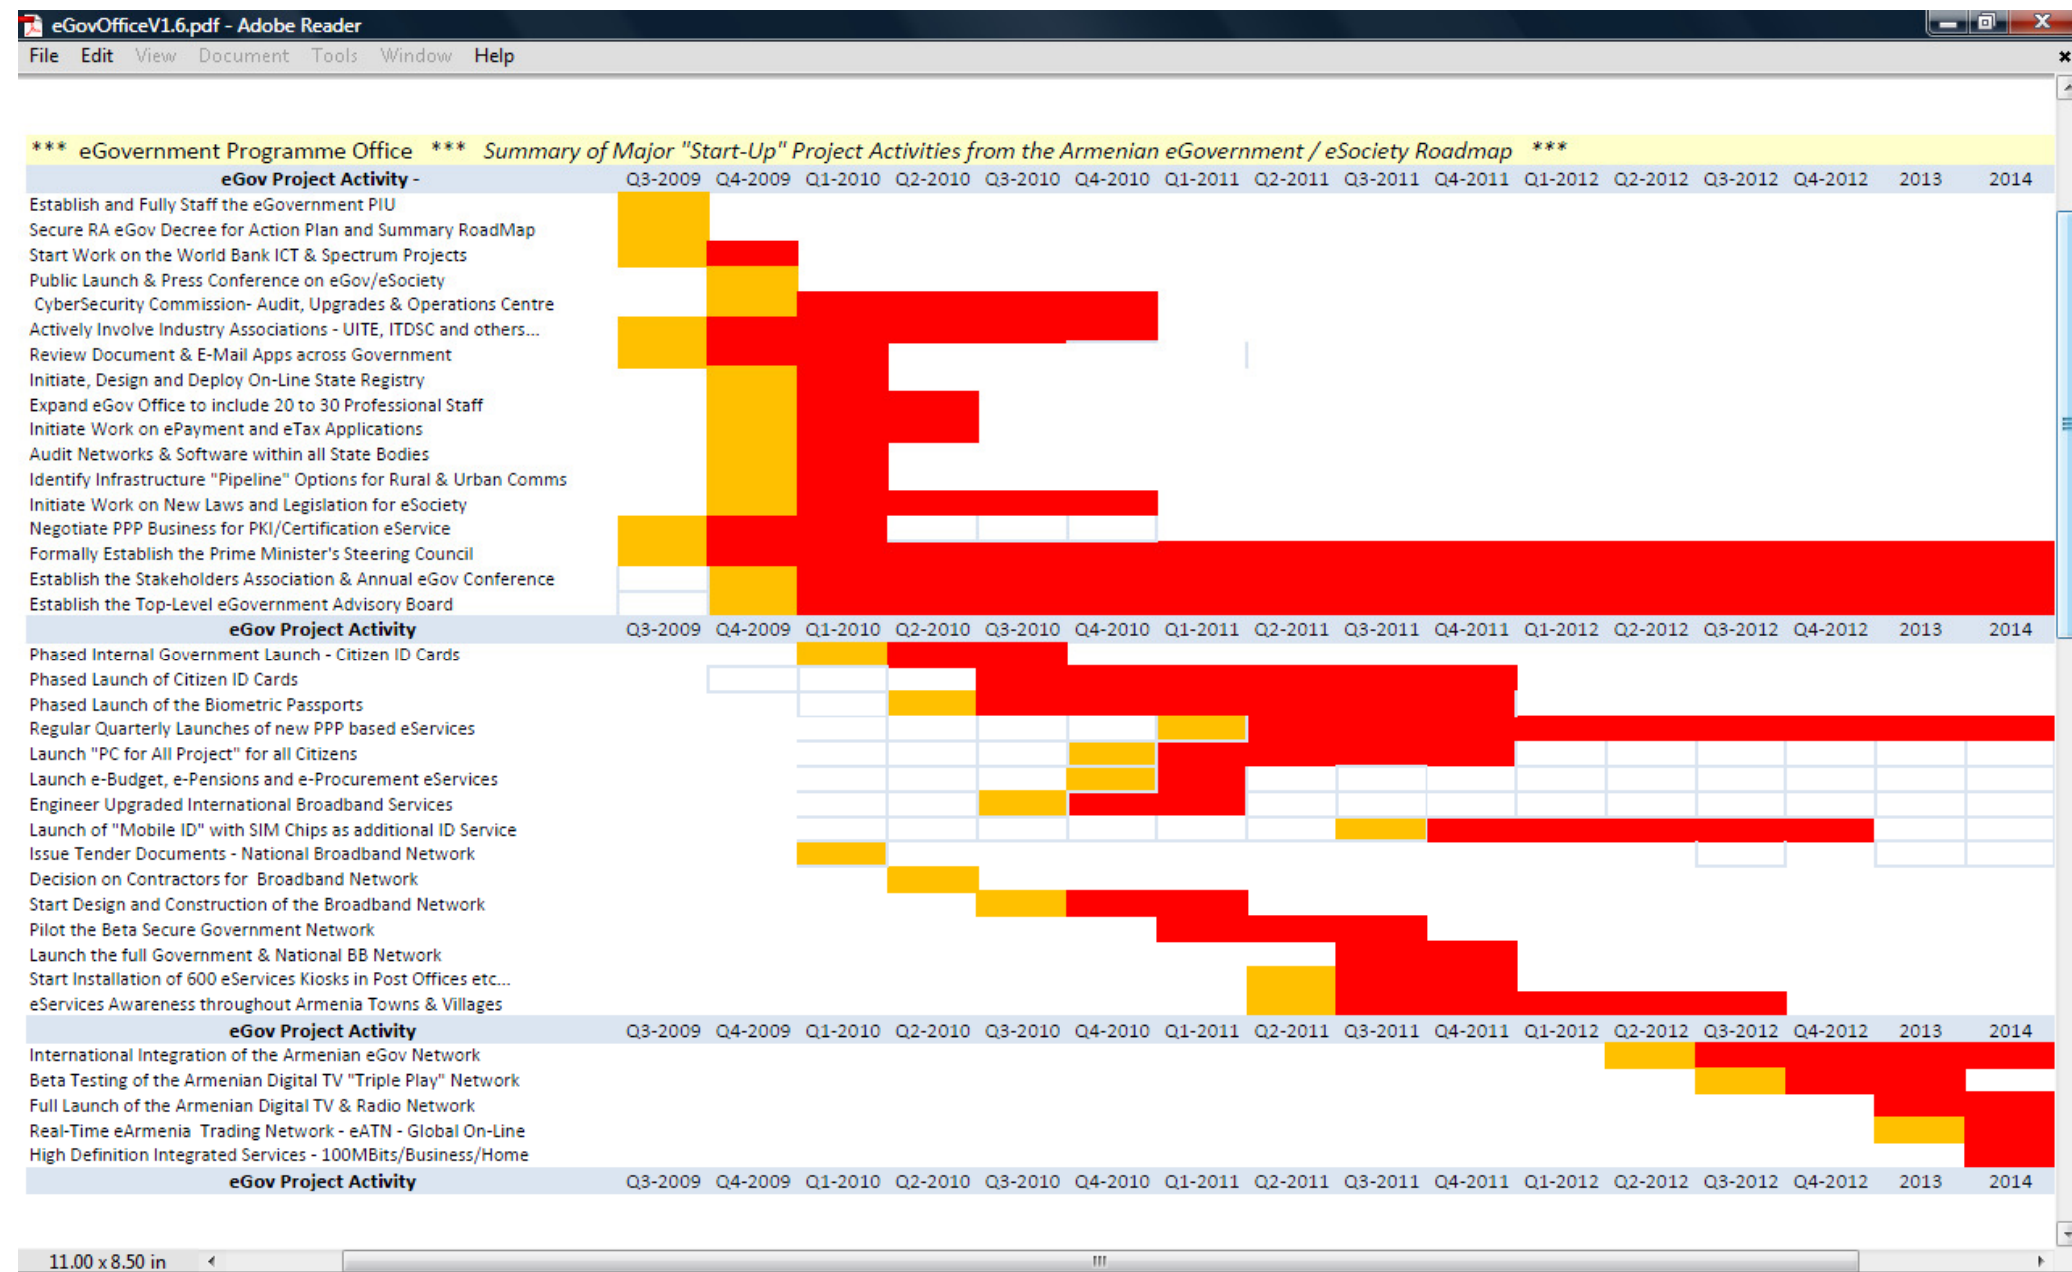 eGovOfficeV1.6.pdf - Adobe Reader
File Edit View Document Tools Window Help
*** eGovernment Programme Office *** Summary of Major "Start-Up" Project Activities from the Armenian eGovernment / eSociety Roadmap ***
eGov Project Activity - Q3-2009 Q4-2009 Q1-2010 Q2-2010 Q3-2010 Q4-2010 Q1-2011 Q2-2011 Q3-2011 Q4-2011 Q1-2012 Q2-2012 Q3-2012 Q4-2012 2013 2014
Establish and Fully Staff the eGovernment PIU
Secure RA eGov Decree for Action Plan and Summary RoadMap
Start Work on the World Bank ICT & Spectrum Projects
Public Launch & Press Conference on eGov/eSociety
CyberSecurity Commission- Audit, Upgrades & Operations Centre
Actively Involve Industry Associations - UITE, ITDSC and others...
Review Document & E-Mail Apps across Government
Initiate, Design and Deploy On-Line State Registry
Expand eGov Office to include 20 to 30 Professional Staff
Initiate Work on ePayment and eTax Applications
Audit Networks & Software within all State Bodies
Identify Infrastructure "Pipeline" Options for Rural & Urban Comms
Initiate Work on New Laws and Legislation for eSociety
Negotiate PPP Business for PKI/Certification eService
Formally Establish the Prime Minister's Steering Council
Establish the Stakeholders Association & Annual eGov Conference
Establish the Top-Level eGovernment Advisory Board
eGov Project Activity Q3-2009 Q4-2009 Q1-2010 Q2-2010 Q3-2010 Q4-2010 Q1-2011 Q2-2011 Q3-2011 Q4-2011 Q1-2012 Q2-2012 Q3-2012 Q4-2012 2013 2014
Phased Internal Government Launch - Citizen ID Cards
Phased Launch of Citizen ID Cards
Phased Launch of the Biometric Passports
Regular Quarterly Launches of new PPP based eServices
Launch "PC for All Project" for all Citizens
Launch e-Budget, e-Pensions and e-Procurement eServices
Engineer Upgraded International Broadband Services
Launch of "Mobile ID" with SIM Chips as additional ID Service
Issue Tender Documents - National Broadband Network
Decision on Contractors for Broadband Network
Start Design and Construction of the Broadband Network
Pilot the Beta Secure Government Network
Launch the full Government & National BB Network
Start Installation of 600 eServices Kiosks in Post Offices etc...
eServices Awareness throughout Armenia Towns & Villages
eGov Project Activity Q3-2009 Q4-2009 Q1-2010 Q2-2010 Q3-2010 Q4-2010 Q1-2011 Q2-2011 Q3-2011 Q4-2011 Q1-2012 Q2-2012 Q3-2012 Q4-2012 2013 2014
International Integration of the Armenian eGov Network
Beta Testing of the Armenian Digital TV "Triple Play" Network
Full Launch of the Armenian Digital TV & Radio Network
Real-Time eArmenia Trading Network - eATN - Global On-Line
High Definition Integrated Services - 100MBits/Business/Home
eGov Project Activity Q3-2009 Q4-2009 Q1-2010 Q2-2010 Q3-2010 Q4-2010 Q1-2011 Q2-2011 Q3-2011 Q4-2011 Q1-2012 Q2-2012 Q3-2012 Q4-2012 2013 2014
11.00 x 8.50 in